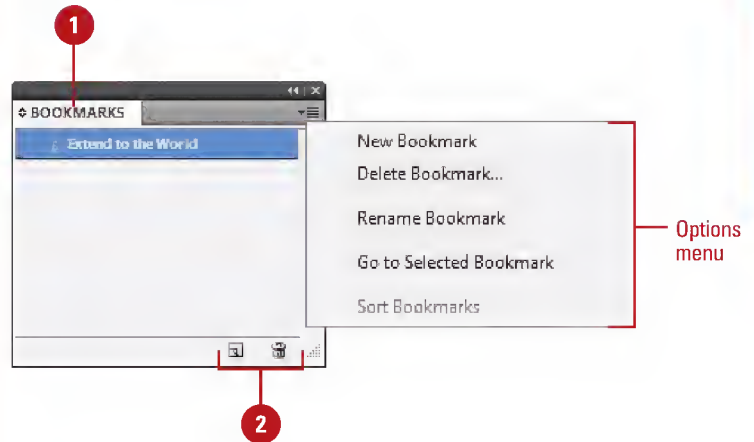 1
BOOKMARKS
Extend to the World
New Bookmark
Delete Bookmark...
Rename Bookmark
Go to Selected Bookmark
Sort Bookmarks
Options
menu
2